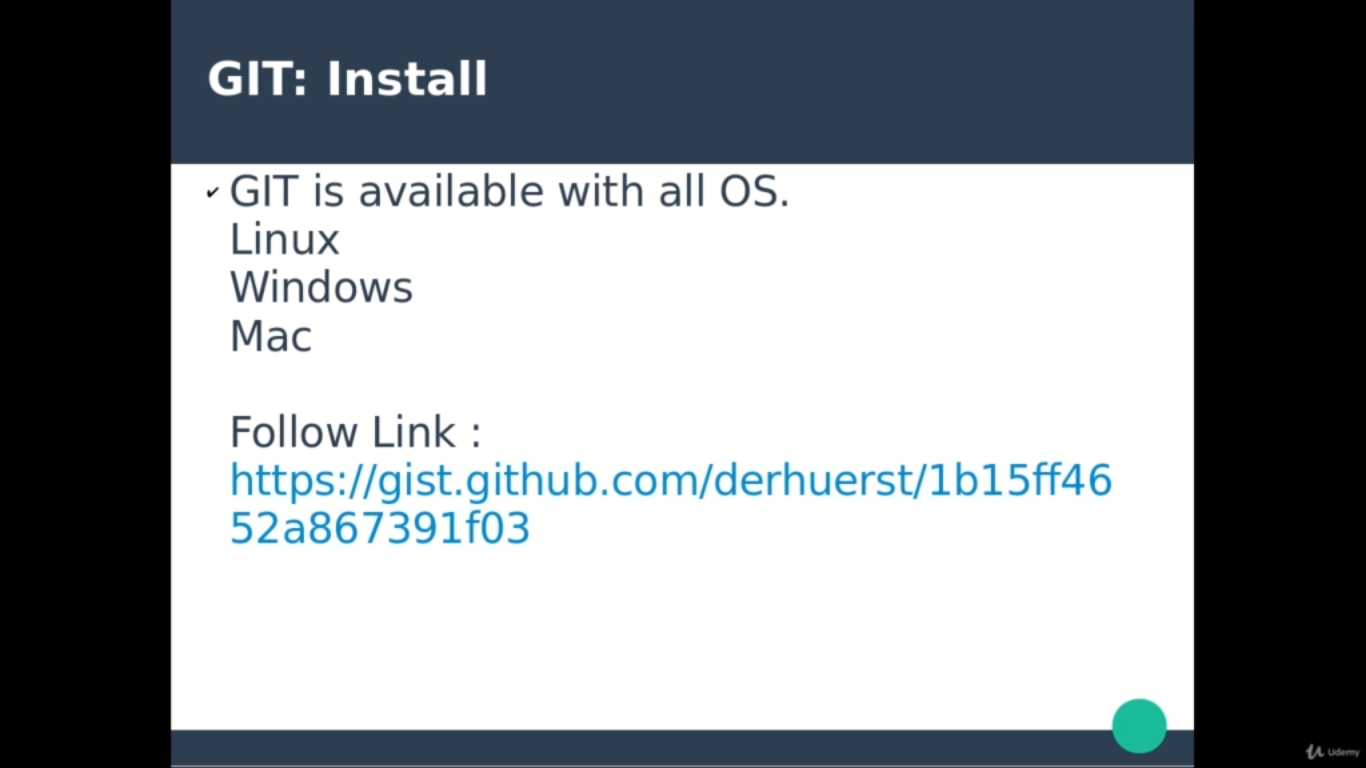 GIT: Install
✔ GIT is available with all OS.
Linux
Windows
Mac
Follow Link :
https://gist.github.com/derhuerst/1b15ff46
52a867391f03
Udemy